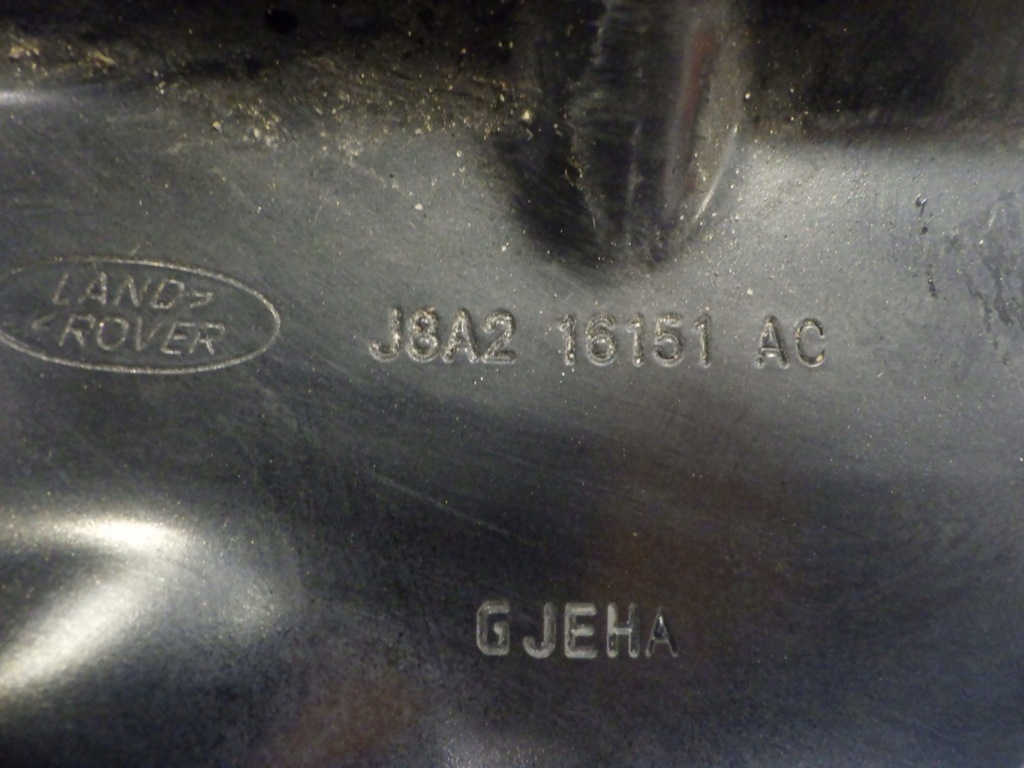 LAND>
<ROVER
J8A2 16151 AC
GJEHA